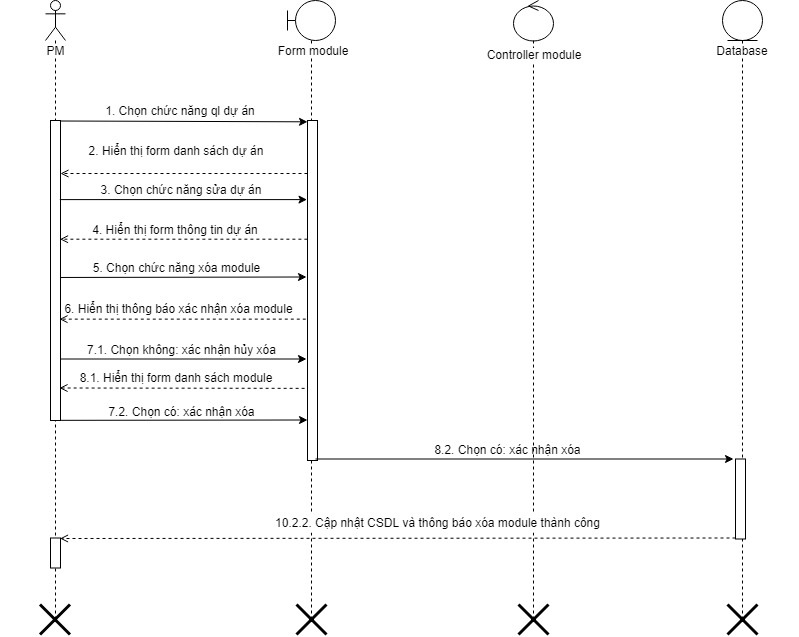 PM
Form module
Controller module
Database
1. Chọn chức năng ql dự án
2. Hiển thị form danh sách dự án
3. Chọn chức năng sửa dự án
4. Hiển thị form thông tin dự án
5. Chọn chức năng xóa module
6. Hiển thị thông báo xác nhận xóa module
7.1. Chọn không: xác nhận hủy xóa
8.1. Hiển thị form danh sách module
7.2. Chọn có: xác nhận xóa
8.2. Chọn có: xác nhận xóa
10.2.2. Cập nhật CSDL và thông báo xóa module thành công